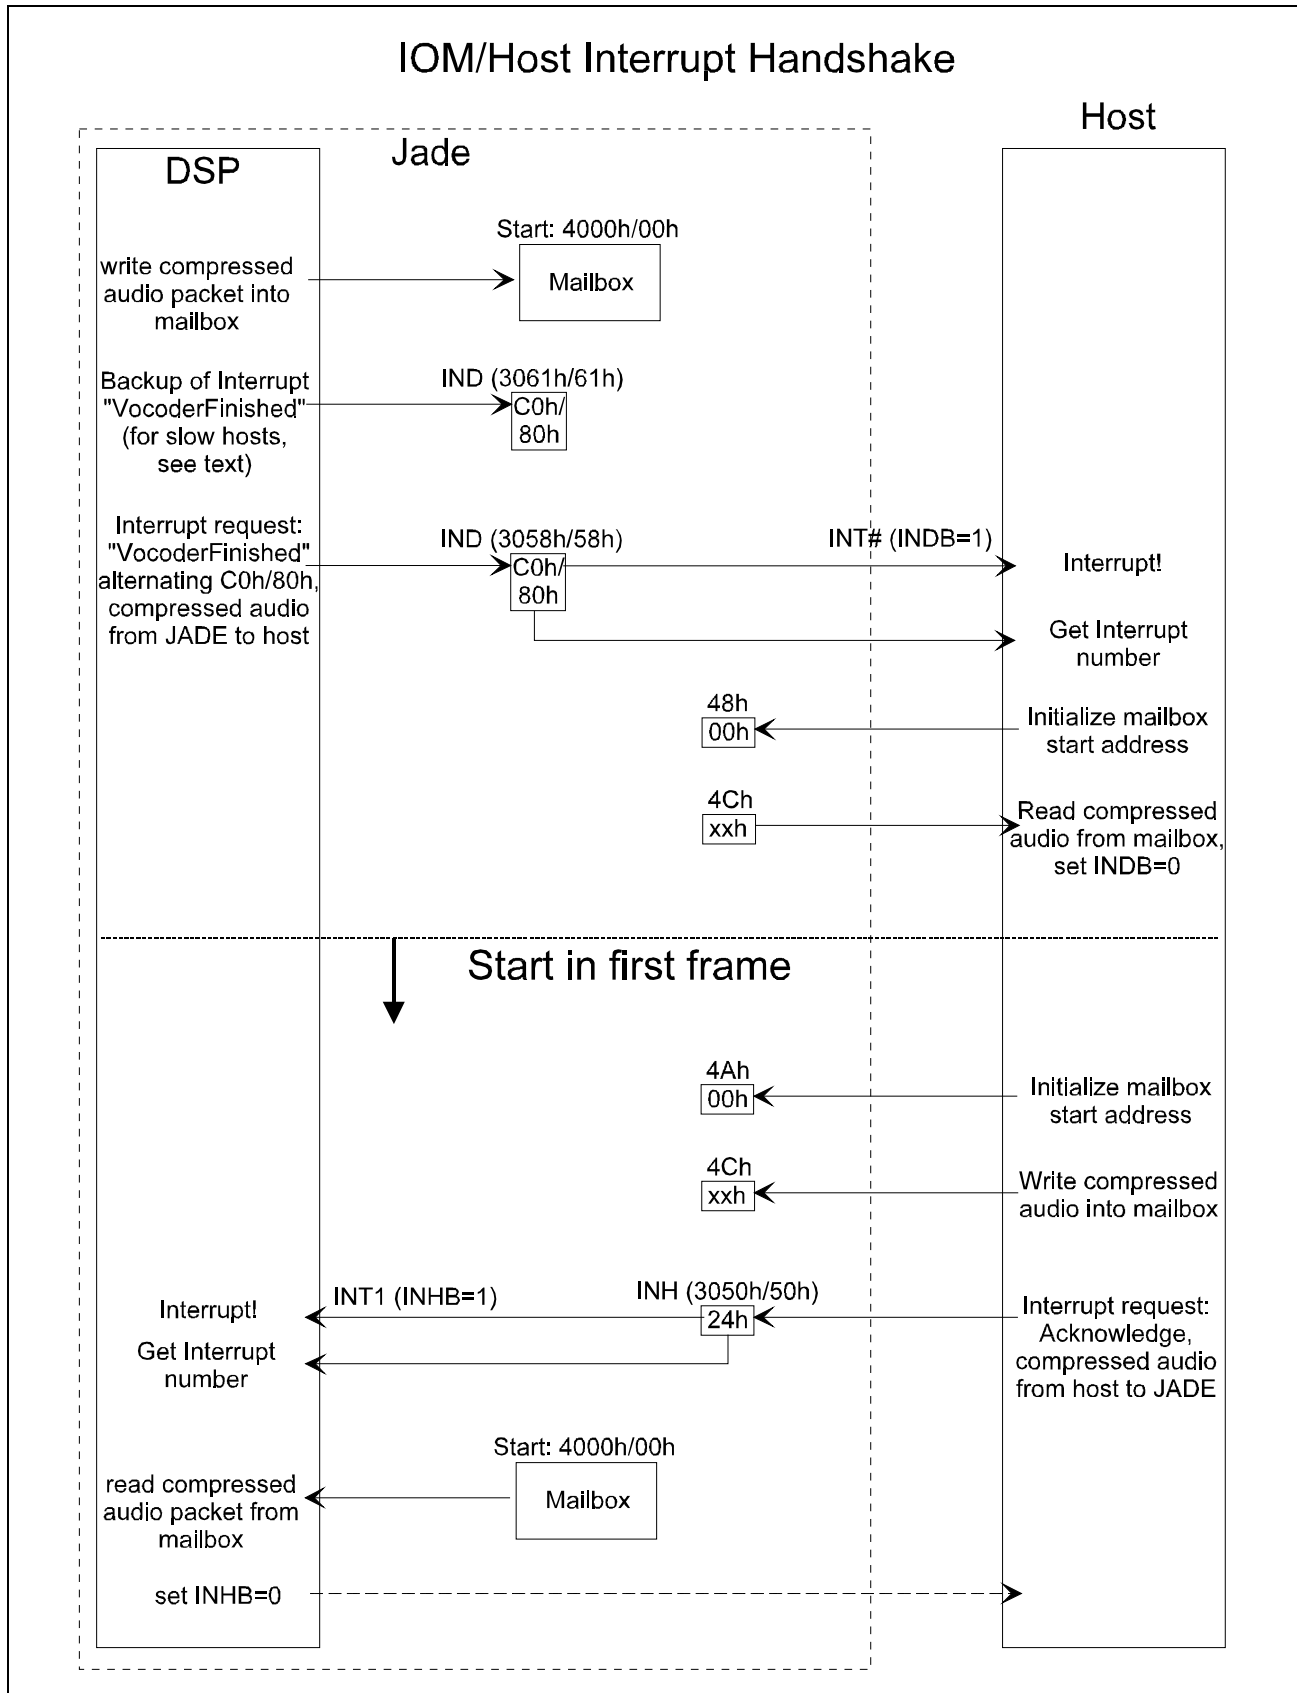 IOM/Host Interrupt Handshake
Host
Jade
DSP
Start: 4000h/00h
write compressed
audio packet into
mailbox
Mailbox
Backup of Interrupt
"VocoderFinished"
(for slow hosts,
see text)
IND (3061h/61h)
C0h/
80h
Interrupt request:
"VocoderFinished"
alternating C0h/80h,
compressed audio
from JADE to host
IND (3058h/58h)
C0h/
80h
INT# (INDB=1)
Interrupt!
Get Interrupt
number
48h
00h
Initialize mailbox
start address
4Ch
xxh
Read compressed
audio from mailbox,
set INDB=0
Start in first frame
4Ah
00h
Initialize mailbox
start address
4Ch
xxh
Write compressed
audio into mailbox
Interrupt!
INT1 (INHB=1)
INH (3050h/50h)
24h
Interrupt request:
Acknowledge,
compressed audio
from host to JADE
Get Interrupt
number
Start: 4000h/00h
read compressed
audio packet from
mailbox
Mailbox
set INHB=0